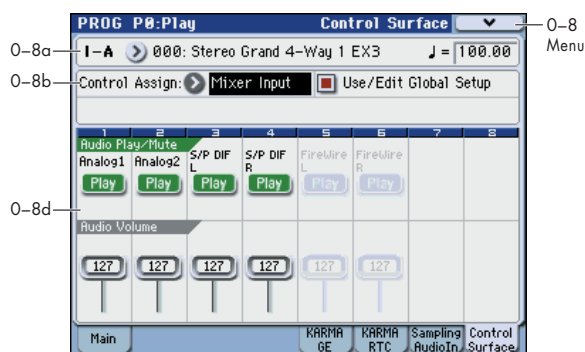 PROG P0:Play Control Surface
0–8 Menu
0–8a
I–A 000: Stereo Grand 4-Way 1 EX3 ♩= 100.00
0–8b
Control Assign: Mixer Input Use/Edit Global Setup
1 2 3 4 5 6 7 8
Audio Play/Mute
Analog1 Analog2 S/P DIF L S/P DIF R FireWire L FireWire R
Play Play Play Play Play Play
0–8d
Audio Volume
127 127 127 127 127 127
Main KARMA GE KARMA RTC Sampling AudioIn Control Surface